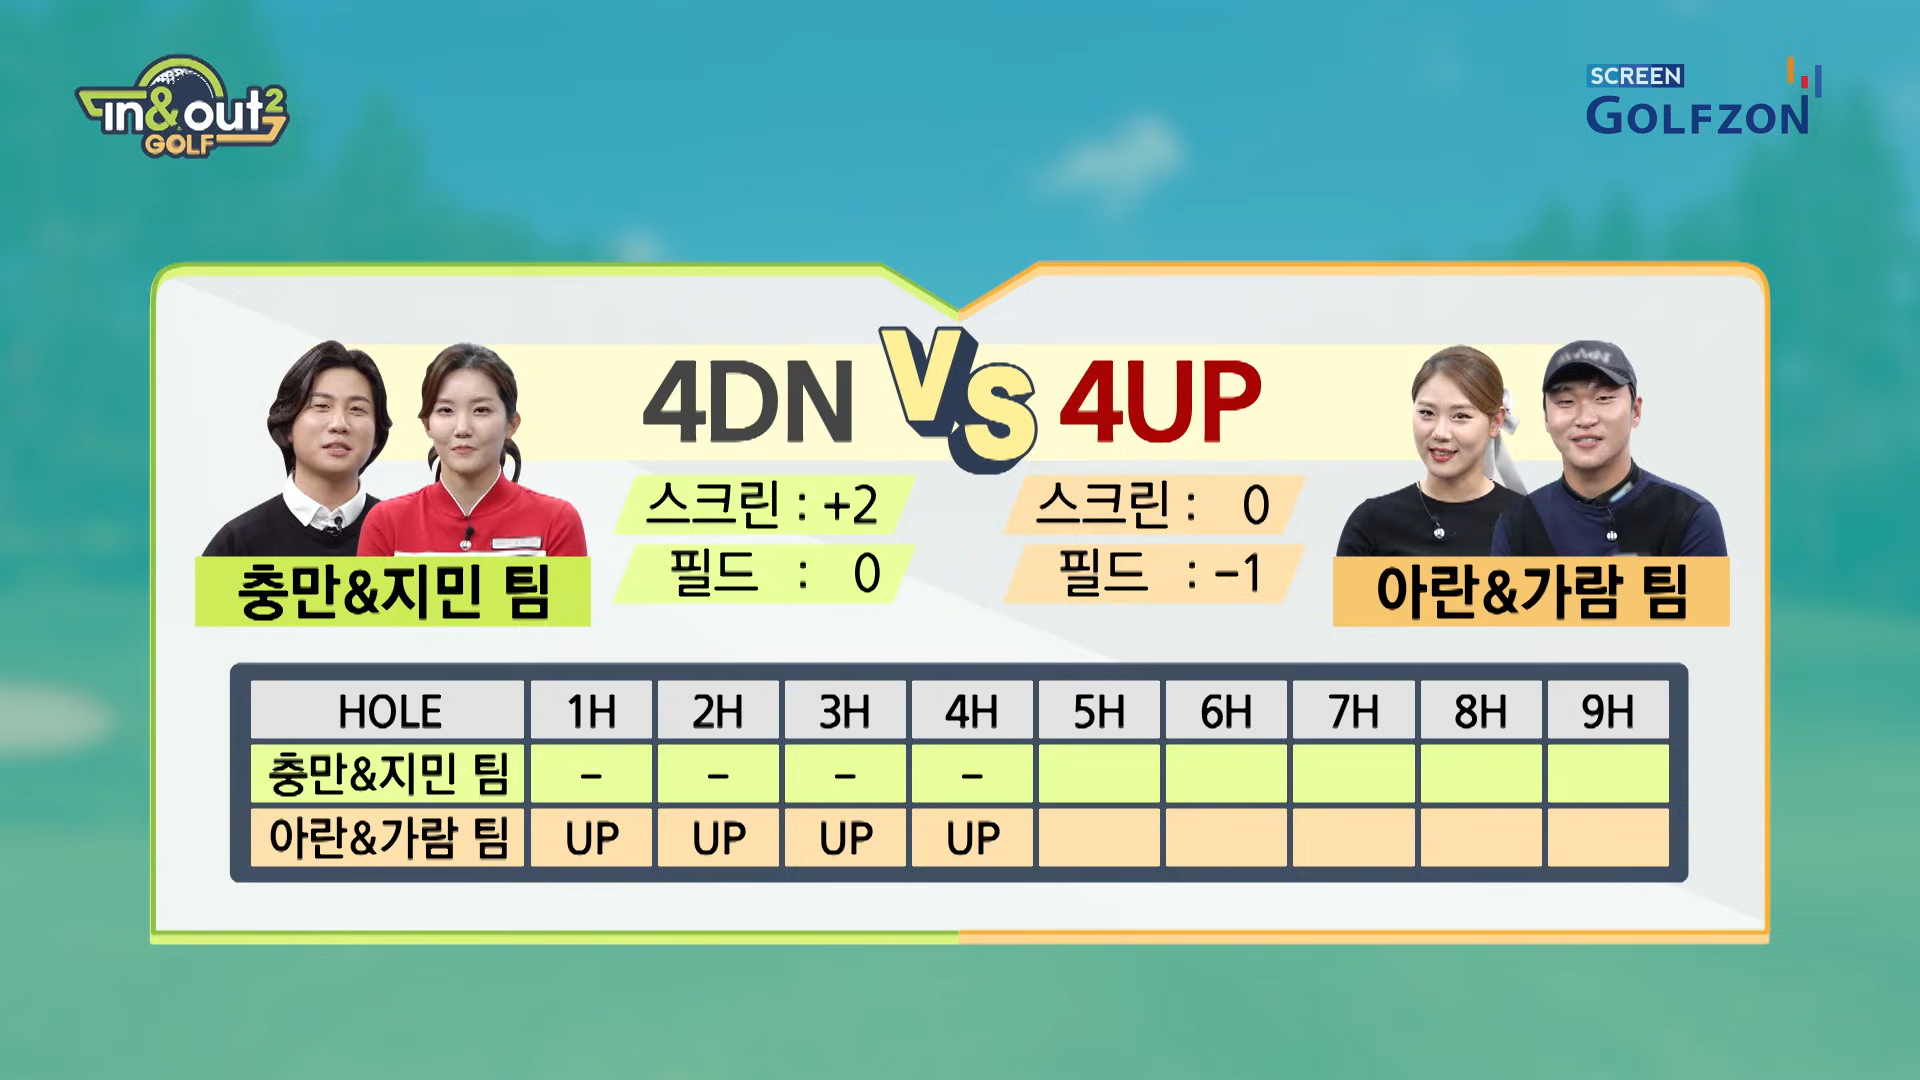 in&out2
GOLF
SCREEN
GOLFZON
4DN VS 4UP
스크린 : +2
필드 : 0
스크린 : 0
필드 : -1
충만&지민 팀
아란&가람 팀
HOLE 1H 2H 3H 4H 5H 6H 7H 8H 9H
충만&지민 팀 - - - -
아란&가람 팀 UP UP UP UP